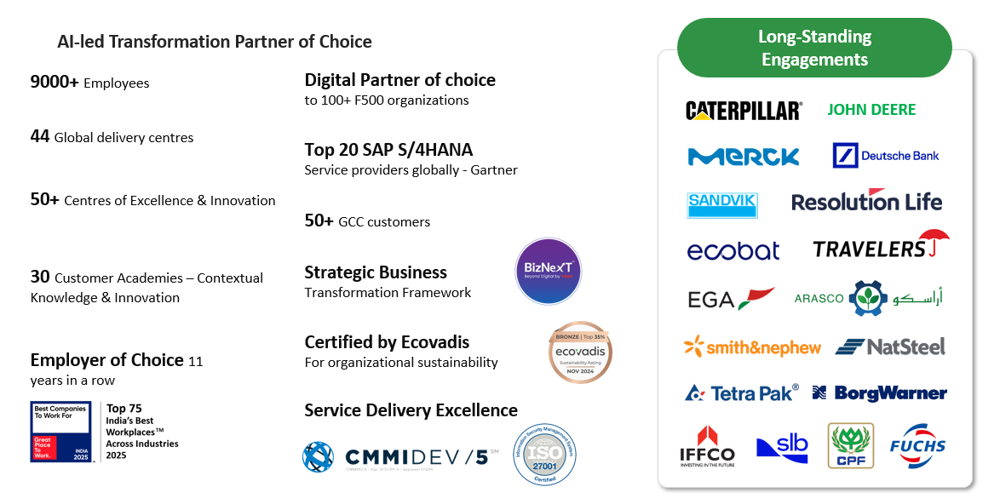 AI-led Transformation Partner of Choice
9000+ Employees
44 Global delivery centres
50+ Centres of Excellence & Innovation
30 Customer Academies – Contextual
Knowledge & Innovation
Employer of Choice 11
years in a row
Best Companies
To Work For
Great
Place
To
Work.
INDIA
2025
Top 75
India's Best
Workplaces™
Across Industries
2025
Digital Partner of choice
to 100+ F500 organizations
Top 20 SAP S/4HANA
Service providers globally - Gartner
50+ GCC customers
Strategic Business
Transformation Framework
BizNeXT™
Beyond Digital by
Certified by Ecovadis
For organizational sustainability
BRONZE | Top 35%
ecovadis
Sustainability Rating
NOV 2024
Service Delivery Excellence
CMMIDEV/5 SM
Information Security Management System
ISO
27001
Certified
Long-Standing
Engagements
CATERPILLAR®
JOHN DEERE
MERCK
Deutsche Bank
SANDVIK
Resolution Life
ecobat
TRAVELERS
EGA
ARASCO أراسكو
smith&nephew
NatSteel
Tetra Pak®
BorgWarner
IFFCO
INVESTING IN THE FUTURE
slb
CPF
FUCHS